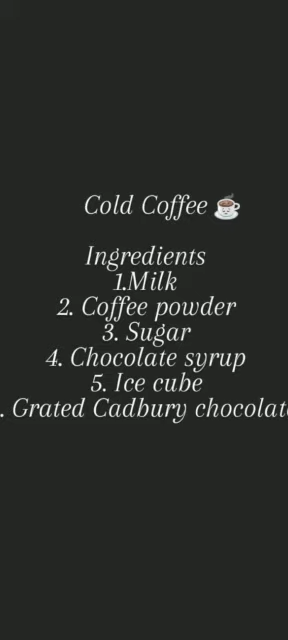 Cold Coffee ☕
Ingredients
1.Milk
2. Coffee powder
3. Sugar
4. Chocolate syrup
5. Ice cube
. Grated Cadbury chocolat